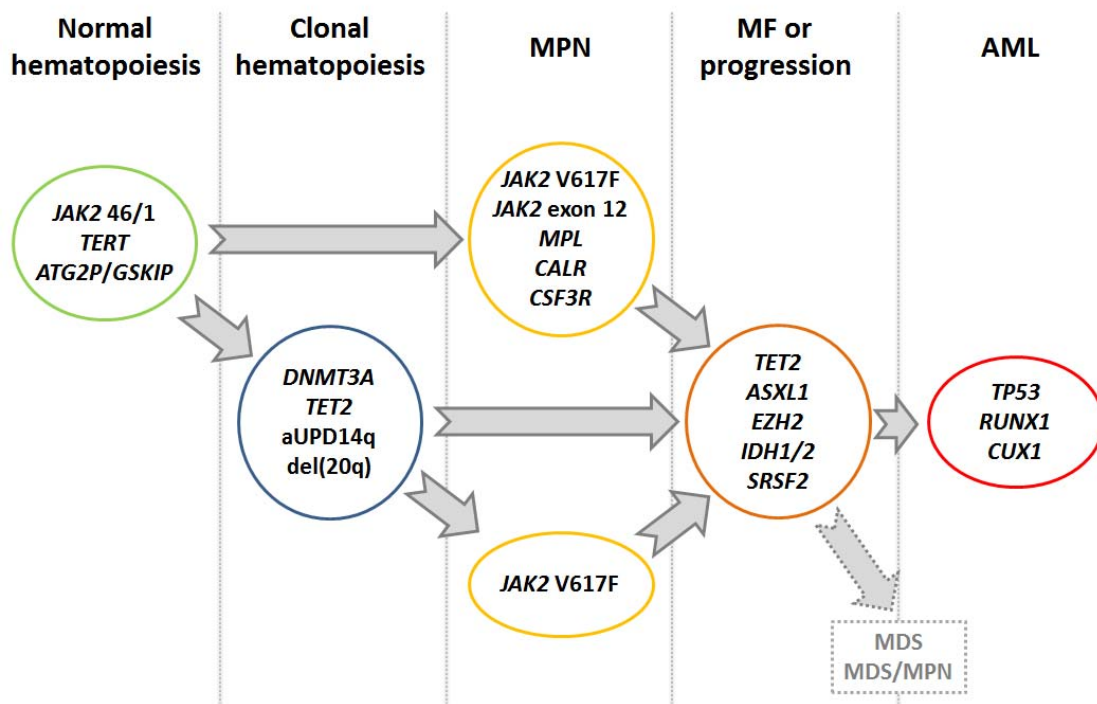 Normal
hematopoiesis
Clonal
hematopoiesis
MPN
MF or
progression
AML
JAK2 46/1
TERT
ATG2P/GSKIP
DNMT3A
TET2
aUPD14q
del(20q)
JAK2 V617F
JAK2 exon 12
MPL
CALR
CSF3R
JAK2 V617F
TET2
ASXL1
EZH2
IDH1/2
SRSF2
TP53
RUNX1
CUX1
MDS
MDS/MPN